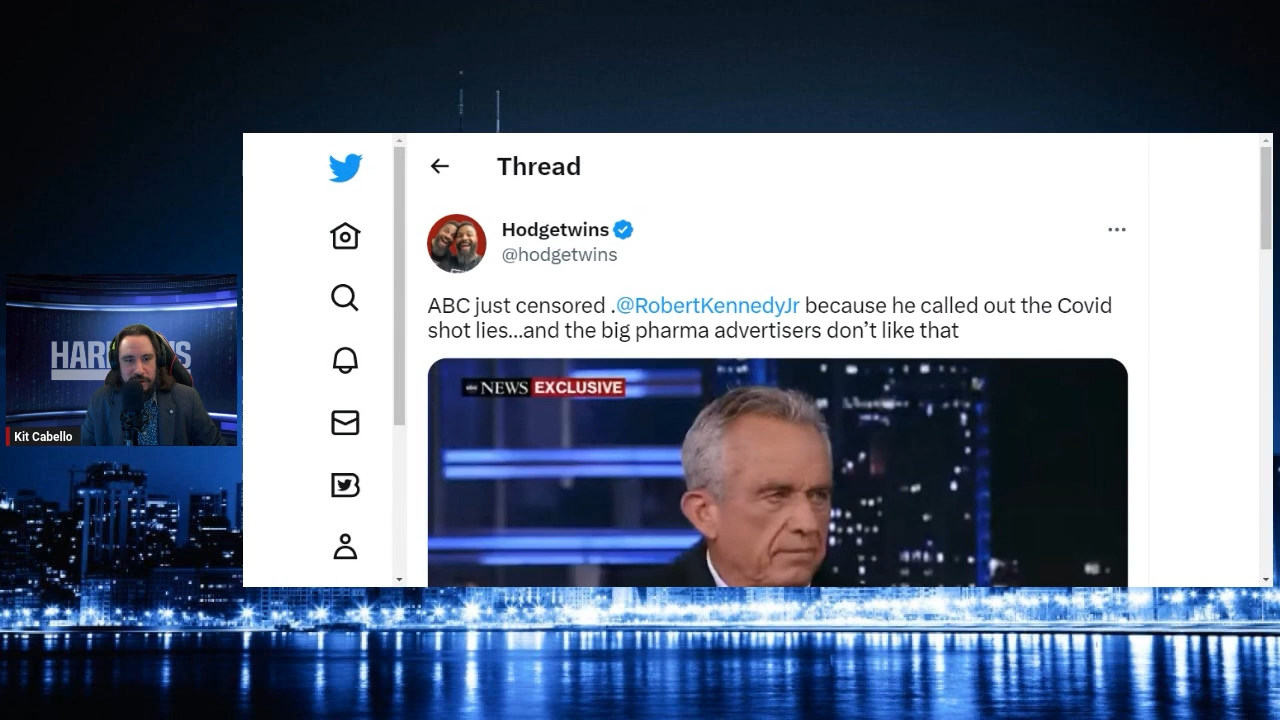 Thread
Hodgetwins
@hodgetwins
ABC just censored .@RobertKennedyJr because he called out the Covid
shot lies...and the big pharma advertisers don’t like that
abc NEWS EXCLUSIVE
Kit Cabello